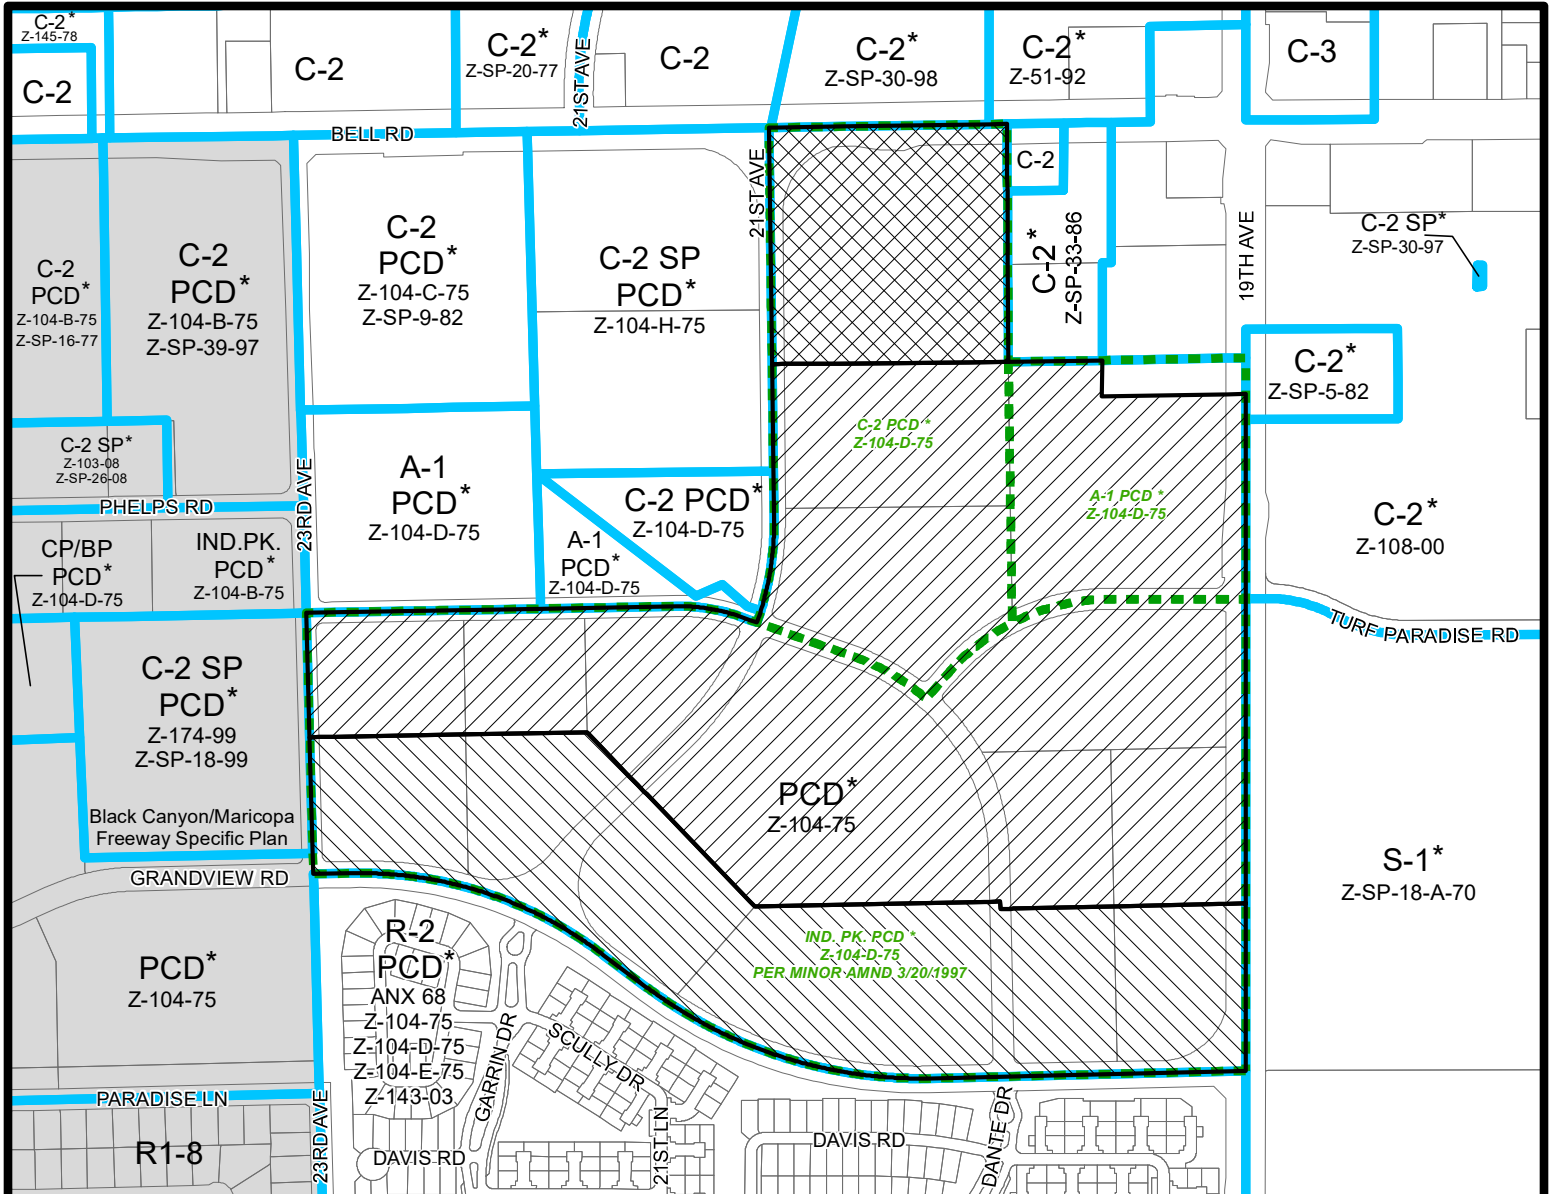 C-2*
Z-145-78
C-2
C-2
C-2*
Z-SP-20-77
21ST AVE
C-2
C-2*
Z-SP-30-98
C-2*
Z-51-92
C-3
BELL RD
21ST AVE
C-2
C-2*
Z-SP-33-86
19TH AVE
C-2 SP*
Z-SP-30-97
C-2
PCD*
Z-104-B-75
Z-SP-16-77
C-2
PCD*
Z-104-B-75
Z-SP-39-97
C-2
PCD*
Z-104-C-75
Z-SP-9-82
C-2 SP
PCD*
Z-104-H-75
C-2*
Z-SP-5-82
C-2 PCD *
Z-104-D-75
A-1 PCD *
Z-104-D-75
C-2 SP*
Z-103-08
Z-SP-26-08
PHELPS RD
23RD AVE
A-1
PCD*
Z-104-D-75
C-2 PCD*
Z-104-D-75
A-1
PCD*
Z-104-D-75
C-2*
Z-108-00
CP/BP
PCD*
Z-104-D-75
IND.PK.
PCD*
Z-104-B-75
TURF PARADISE RD
C-2 SP
PCD*
Z-174-99
Z-SP-18-99
Black Canyon/Maricopa
Freeway Specific Plan
GRANDVIEW RD
PCD*
Z-104-75
S-1*
Z-SP-18-A-70
IND. PK. PCD *
Z-104-D-75
PER MINOR AMND 3/20/1997
PCD*
Z-104-75
R-2
PCD*
ANX 68
Z-104-75
Z-104-D-75
Z-104-E-75
Z-143-03
GARRIN DR
SCULLY DR
PARADISE LN
23RD AVE
R1-8
DAVIS RD
21ST LN
DAVIS RD
DANTE DR